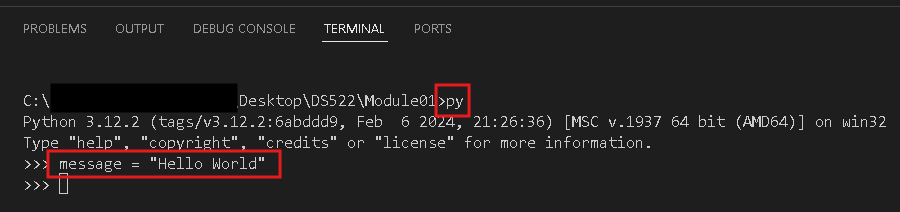 PROBLEMS OUTPUT DEBUG CONSOLE TERMINAL PORTS
C:\ Desktop\DS522\Module01>py
Python 3.12.2 (tags/v3.12.2:6abddd9, Feb  6 2024, 21:26:36) [MSC v.1937 64 bit (AMD64)] on win32
Type "help", "copyright", "credits" or "license" for more information.
>>> message = "Hello World"
>>>